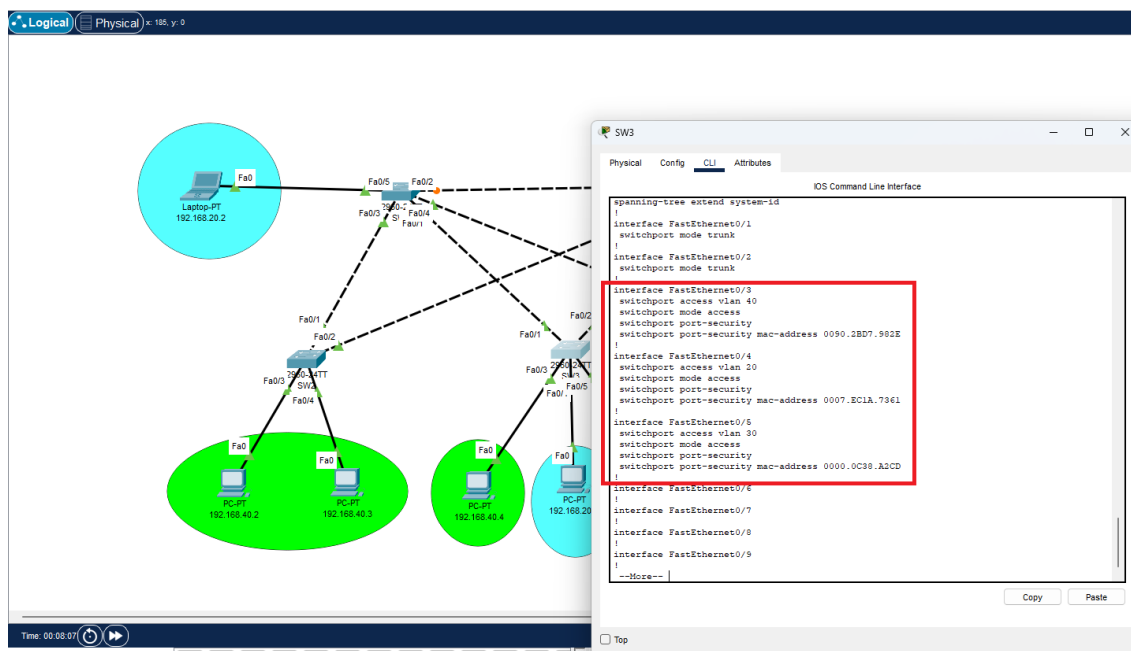 Logical Physical x: 185, y: 0
Fa0
Laptop-PT
192.168.20.2
Fa0/5 Fa0/2
Fa0/3 Fa0/4
Fa0/1
Fa0/1
Fa0/2
2960-24TT
SW2
Fa0/3
Fa0/4
Fa0/2
Fa0/1
Fa0/3
SW3
Fa0/5
Fa0
PC-PT
192.168.40.2
Fa0
PC-PT
192.168.40.3
Fa0
PC-PT
192.168.40.4
Fa0
PC-PT
192.168.20
Time: 00:08:07
SW3
Physical Config CLI Attributes
IOS Command Line Interface
spanning-tree extend system-id
!
interface FastEthernet0/1
switchport mode trunk
!
interface FastEthernet0/2
switchport mode trunk
!
interface FastEthernet0/3
switchport access vlan 40
switchport mode access
switchport port-security
switchport port-security mac-address 0090.2BD7.982E
!
interface FastEthernet0/4
switchport access vlan 20
switchport mode access
switchport port-security
switchport port-security mac-address 0007.EC1A.7361
!
interface FastEthernet0/5
switchport access vlan 30
switchport mode access
switchport port-security
switchport port-security mac-address 0000.0C38.A2CD
!
interface FastEthernet0/6
!
interface FastEthernet0/7
!
interface FastEthernet0/8
!
interface FastEthernet0/9
!
--More--
Copy Paste
Top